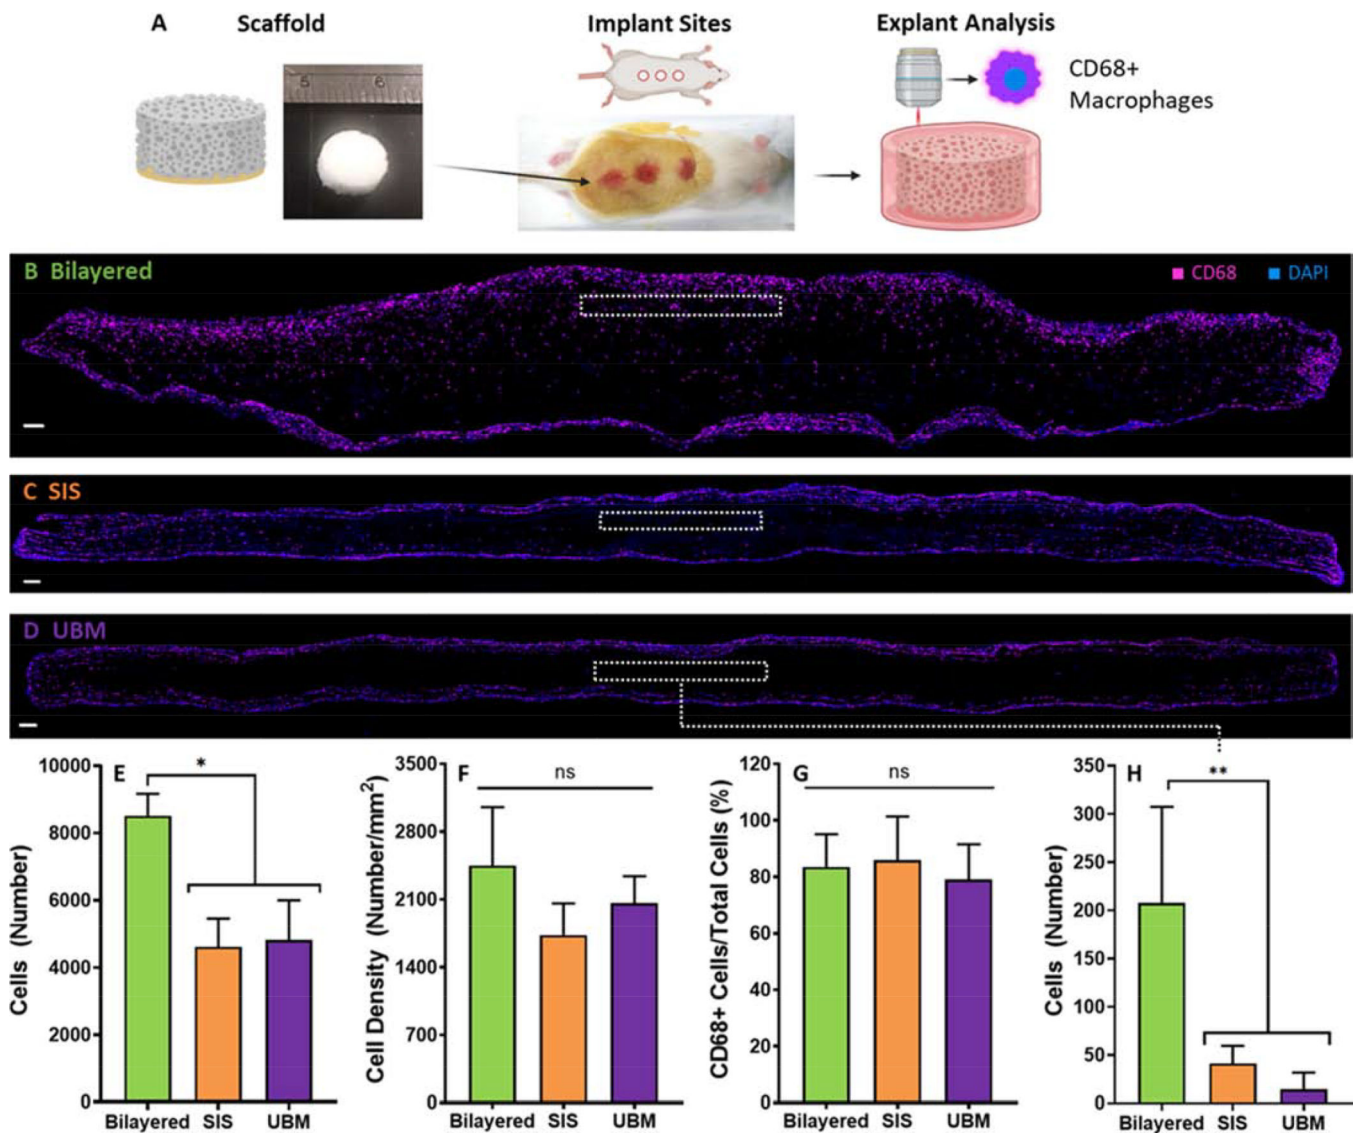 A Scaffold Implant Sites Explant Analysis
CD68+
Macrophages
5 6
B Bilayered CD68 DAPI
C SIS
D UBM
E
Cells (Number)
10000
8000
6000
4000
2000
0
*
Bilayered SIS UBM
F
Cell Density (Number/mm²)
3500
2800
2100
1400
700
0
ns
Bilayered SIS UBM
G
CD68+ Cells/Total Cells (%)
120
100
80
60
40
20
0
ns
Bilayered SIS UBM
H
Cells (Number)
350
300
250
200
150
100
50
0
**
Bilayered SIS UBM